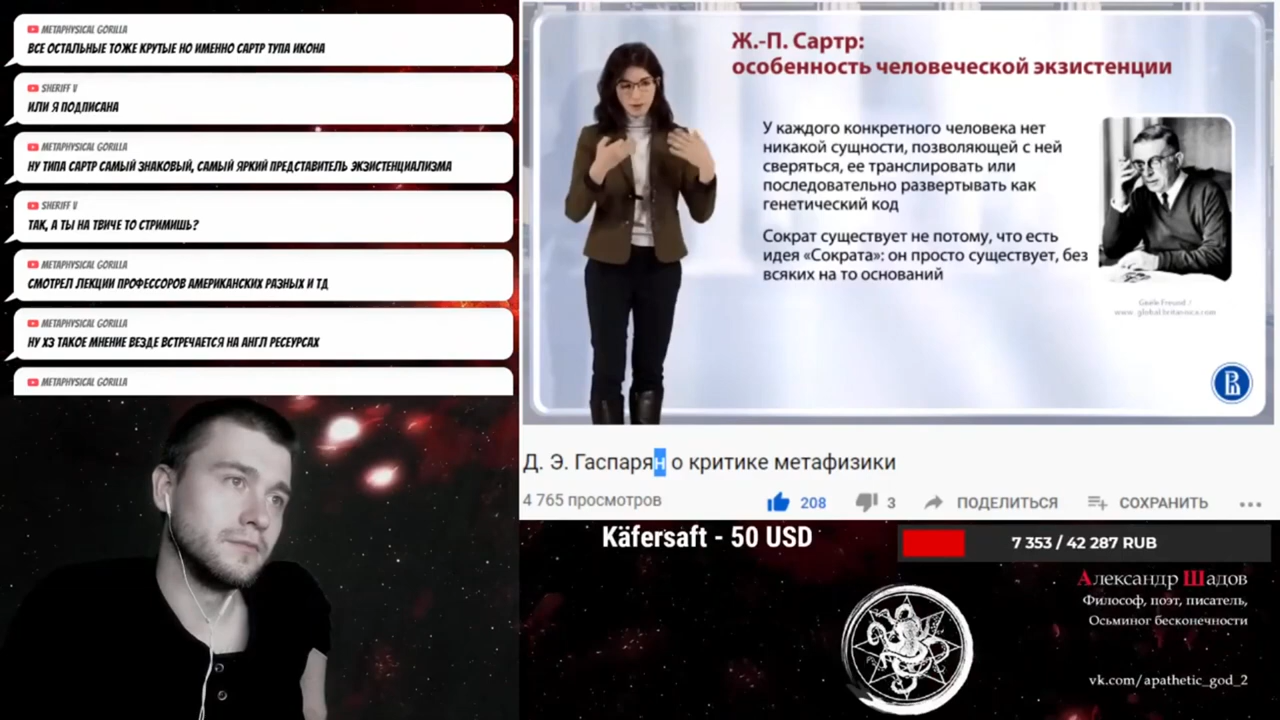 METAPHYSICAL GORILLA
ВСЕ ОСТАЛЬНЫЕ ТОЖЕ КРУТЫЕ НО ИМЕННО САРТР ТУПА ИКОНА
SHERIFF V
ИЛИ Я ПОДПИСАНА
METAPHYSICAL GORILLA
НУ ТИПА САРТР САМЫЙ ЗНАКОВЫЙ, САМЫЙ ЯРКИЙ ПРЕДСТАВИТЕЛЬ ЭКЗИСТЕНЦИАЛИЗМА
SHERIFF V
ТАК, А ТЫ НА ТВИЧЕ ТО СТРИМИШЬ?
METAPHYSICAL GORILLA
СМОТРЕЛ ЛЕКЦИИ ПРОФЕССОРОВ АМЕРИКАНСКИХ РАЗНЫХ И ТД
METAPHYSICAL GORILLA
НУ ХЗ ТАКОЕ МНЕНИЕ ВЕЗДЕ ВСТРЕЧАЕТСЯ НА АНГЛ РЕСЕУРСАХ
METAPHYSICAL GORILLA
Ж.-П. Сартр:
особенность человеческой экзистенции
У каждого конкретного человека нет
никакой сущности, позволяющей с ней
сверяться, ее транслировать или
последовательно развертывать как
генетический код
Сократ существует не потому, что есть
идея «Сократа»: он просто существует, без
всяких на то оснований
Gisèle Freund /
www.global.britannica.com
Д. Э. Гаспарян о критике метафизики
4 765 просмотров
208
3
ПОДЕЛИТЬСЯ
СОХРАНИТЬ
Käfersaft - 50 USD
7 353 / 42 287 RUB
Александр Шадов
Философ, поэт, писатель,
Осьминог бесконечности
vk.com/apathetic_god_2